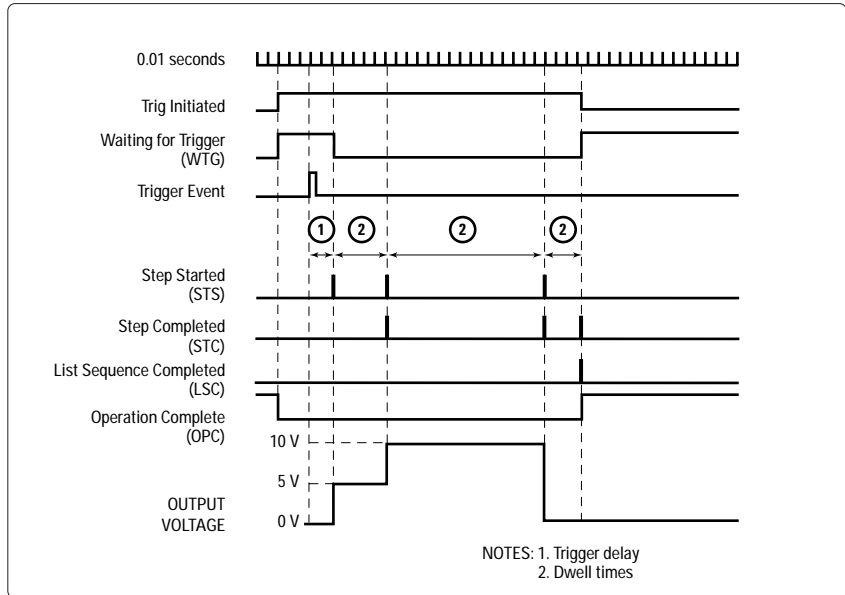 0.01 seconds
Trig Initiated
Waiting for Trigger
(WTG)
Trigger Event
1 2 2 2
Step Started
(STS)
Step Completed
(STC)
List Sequence Completed
(LSC)
Operation Complete
(OPC)
10 V
5 V
OUTPUT
VOLTAGE
0 V
NOTES: 1. Trigger delay
2. Dwell times